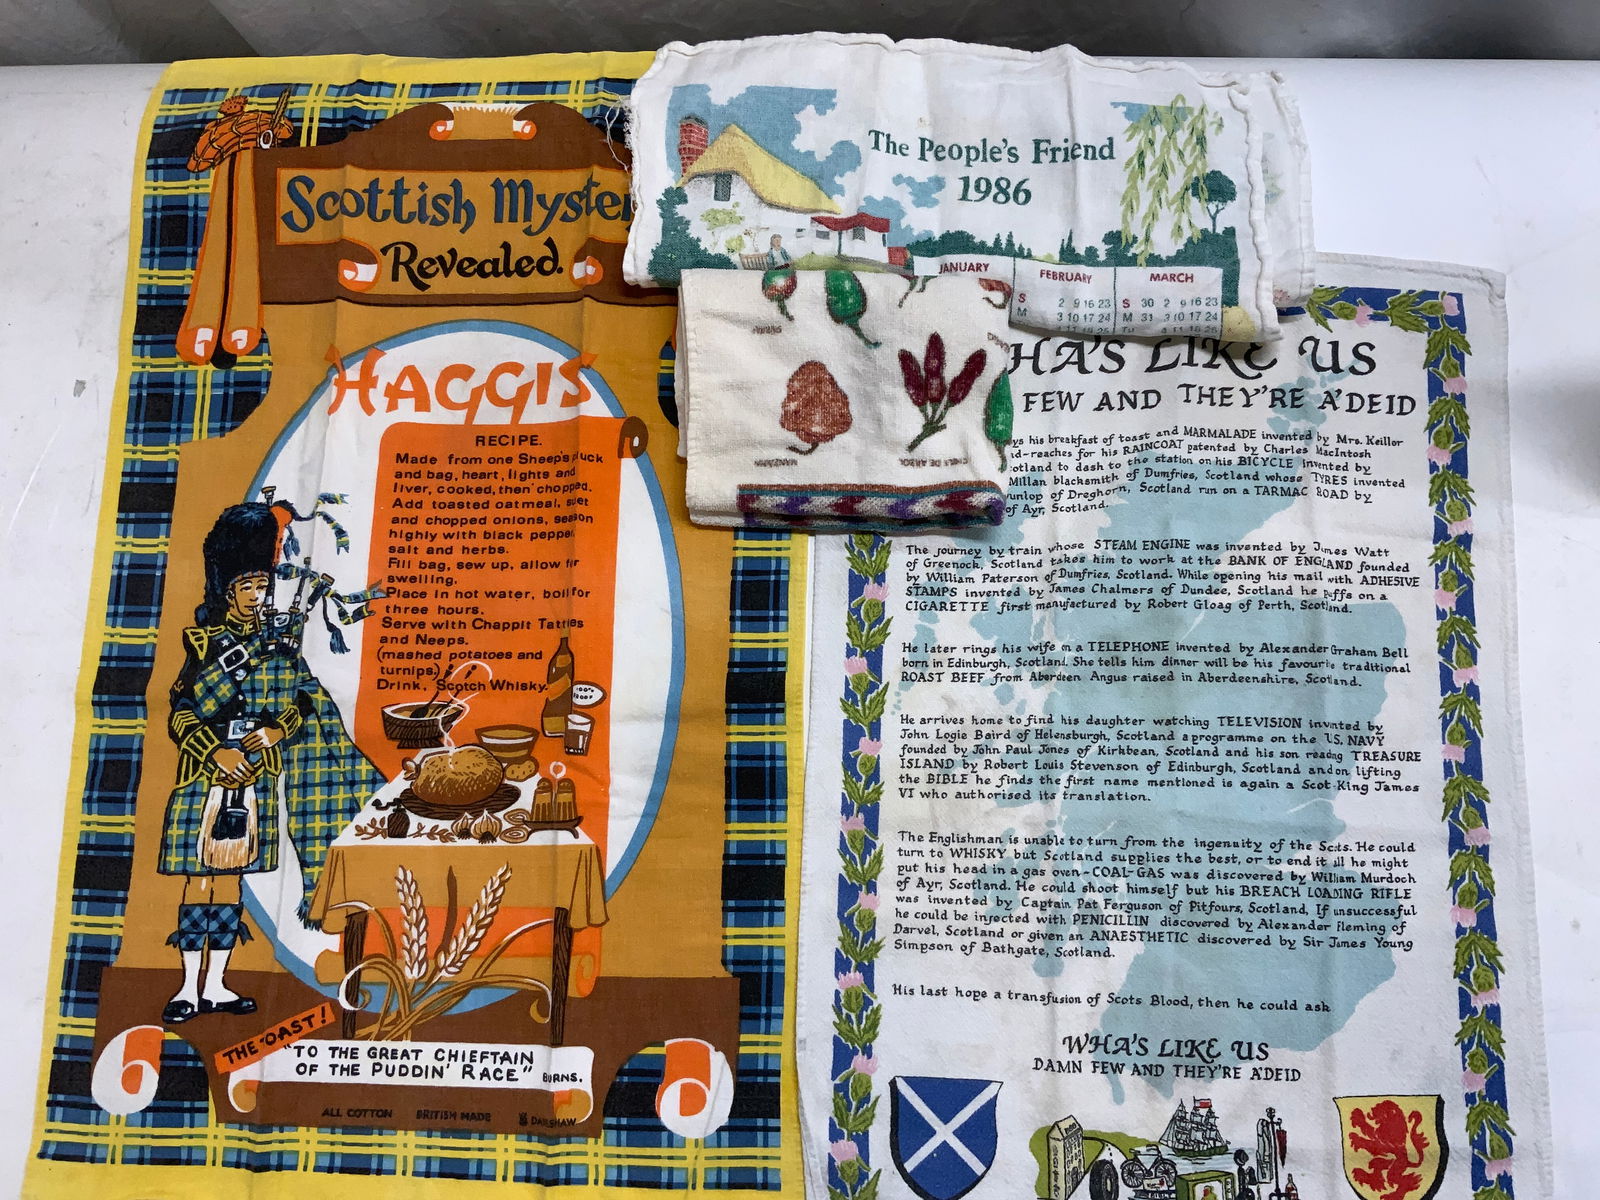 Scottish
Revealed.
HAGGIS
RECIPE.
Made from one Sheep's pluck
and bag, heart, lights and
liver, cooked, then chopped.
Add toasted oatmeal, suet
and chopped onions, season
highly with black pepper,
salt and herbs.
Fill bag, sew up, allow for
swelling.
Place in hot water, boil for
three hours.
Serve with Chappit Tatties
and Neeps.
(mashed potatoes and
turnips.)
Drink, Scotch Whisky.
100%
PROOF
THE TOAST!
"TO THE GREAT CHIEFTAIN
OF THE PUDDIN' RACE" BURNS.
ALL COTTON BRITISH MADE
The People's Friend
1986
JANUARY FEBRUARY MARCH
S 2 9 16 23 S 30 2 9 16 23
M 3 10 17 24 M 31 3 10 17 24
MANZANA
CHILE DE ARBOL
WHA'S LIKE US
FEW AND THEY'RE A'DEID
his breakfast of toast and MARMALADE invented by Mrs. Keillor
reaches for his RAINCOAT patented by Charles MacIntosh
Scotland to dash to the station on his BICYCLE invented by
Millan blacksmith of Dumfries, Scotland whose TYRES invented
Dunlop of Dreghorn, Scotland run on a TARMAC ROAD by
of Ayr, Scotland.
The journey by train whose STEAM ENGINE was invented by James Watt
of Greenock, Scotland takes him to work at the BANK OF ENGLAND founded
by William Paterson of Dumfries, Scotland. While opening his mail with ADHESIVE
STAMPS invented by James Chalmers of Dundee, Scotland he puffs on a
CIGARETTE first manufactured by Robert Gloag of Perth, Scotland.
He later rings his wife on a TELEPHONE invented by Alexander Graham Bell
born in Edinburgh, Scotland. She tells him dinner will be his favourite traditional
ROAST BEEF from Aberdeen Angus raised in Aberdeenshire, Scotland.
He arrives home to find his daughter watching TELEVISION invented by
John Logie Baird of Helensburgh, Scotland a programme on the U.S. NAVY
founded by John Paul Jones of Kirkbean, Scotland and his son reading TREASURE
ISLAND by Robert Louis Stevenson of Edinburgh, Scotland and on lifting
the BIBLE he finds the first name mentioned is again a Scot-King James
VI who authorised its translation.
The Englishman is unable to turn from the ingenuity of the Scots. He could
turn to WHISKY but Scotland supplies the best, or to end it all he might
put his head in a gas oven-COAL-GAS was discovered by William Murdoch
of Ayr, Scotland. He could shoot himself but his BREACH LOADING RIFLE
was invented by Captain Pat Ferguson of Pitfours, Scotland, If unsuccessful
he could be injected with PENICILLIN discovered by Alexander Fleming of
Darvel, Scotland or given an ANAESTHETIC discovered by Sir James Young
Simpson of Bathgate, Scotland.
His last hope a transfusion of Scots Blood, then he could ask
WHA'S LIKE US
DAMN FEW AND THEY'RE A'DEID
BIBLE